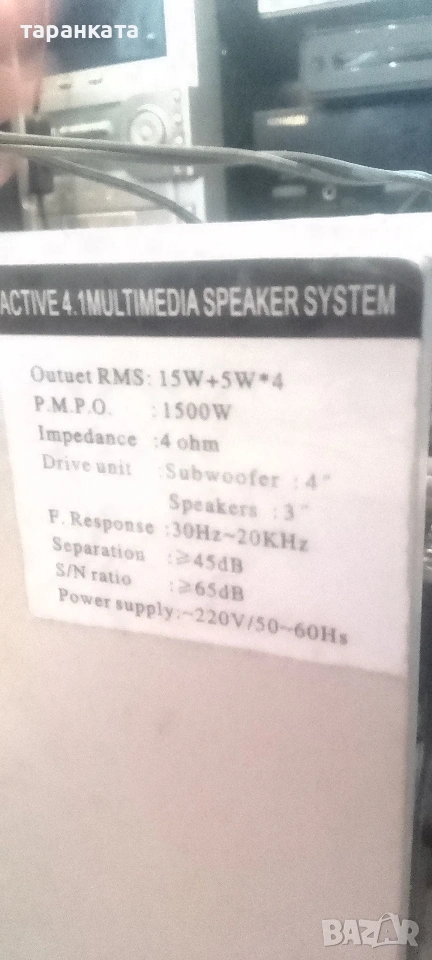 таранката
ACTIVE 4.1MULTIMEDIA SPEAKER SYSTEM
Outuet RMS: 15W+5W*4
P.M.P.O. :1500W
Impedance :4 ohm
Drive unit :Subwoofer :4"
Speakers :3"
F. Response :30Hz~20KHz
Separation :≥45dB
S/N ratio :≥65dB
Power supply:~220V/50~60Hs
BAZAR